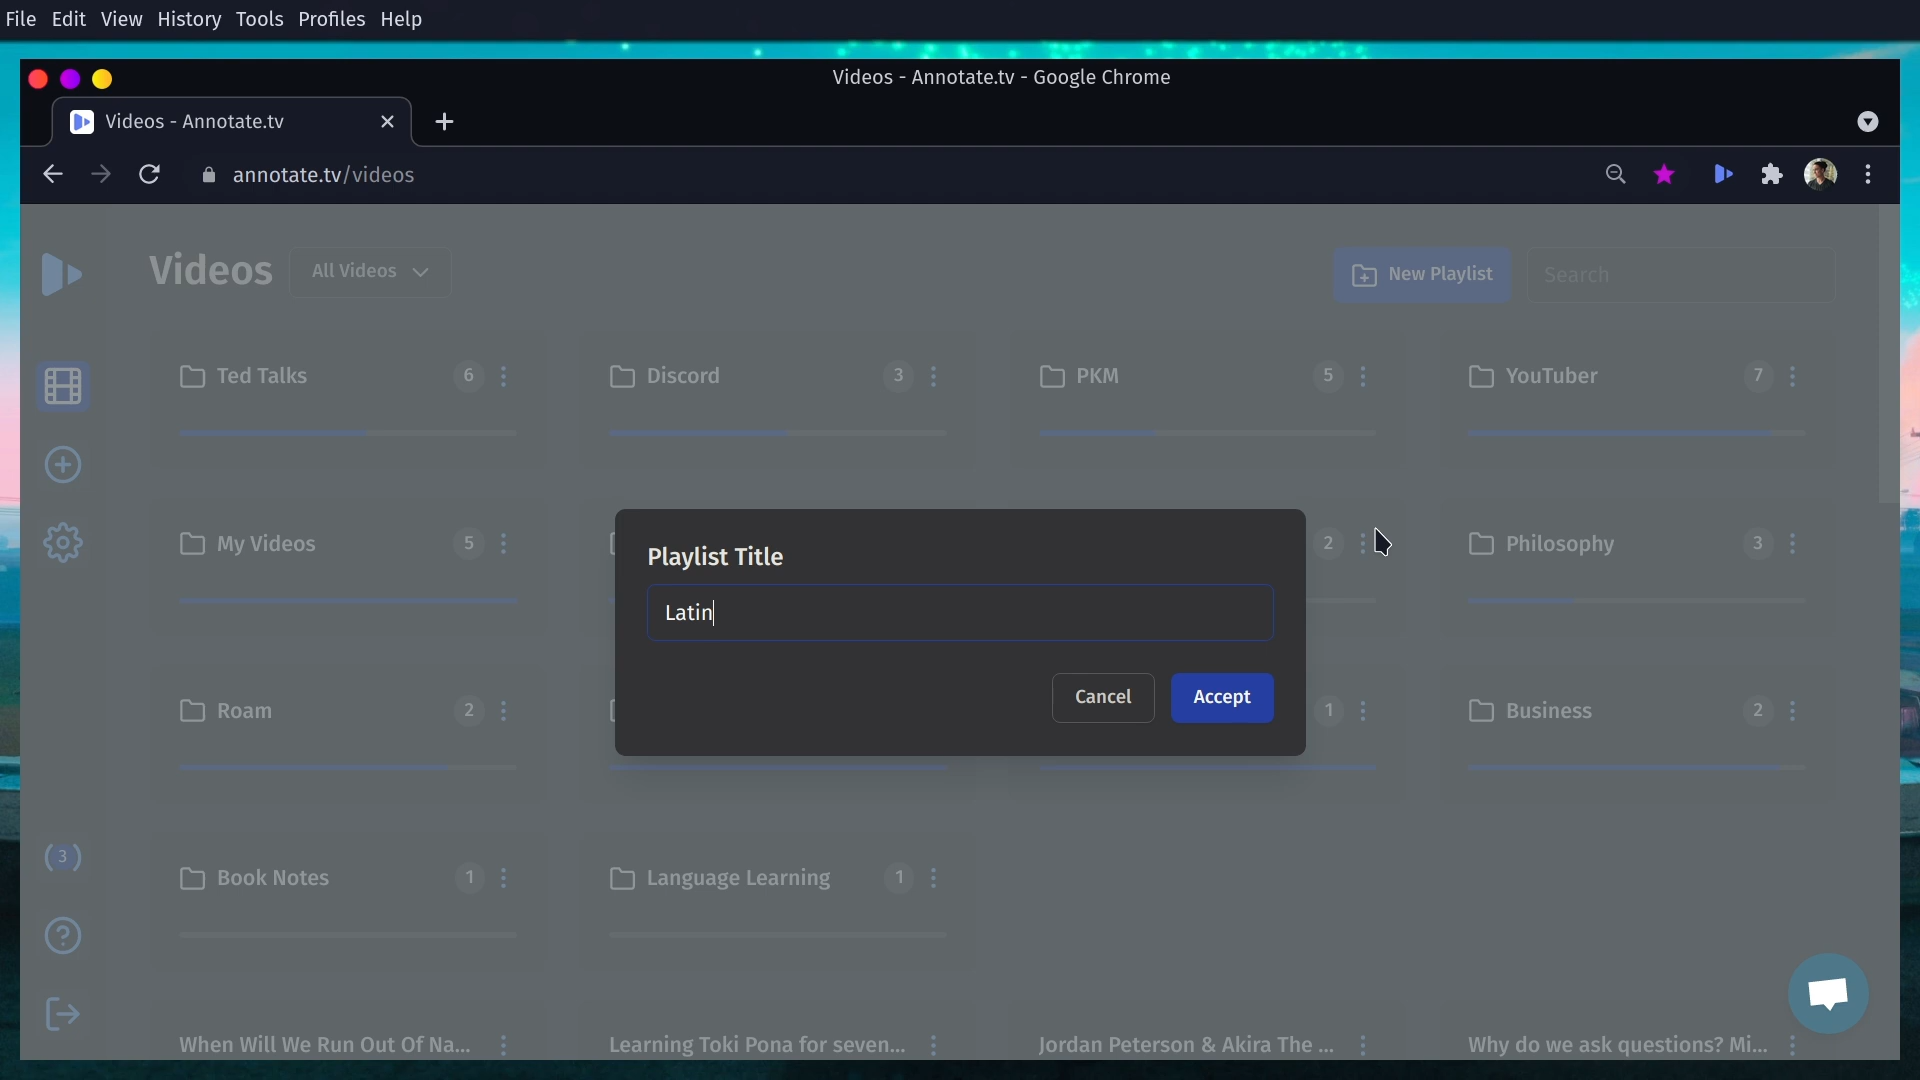 File Edit View History Tools Profiles Help
Videos - Annotate.tv - Google Chrome
Videos - Annotate.tv
annotate.tv/videos
Videos
All Videos
New Playlist
Search
Ted Talks 6
Discord 3
PKM 5
YouTuber 7
My Videos 5
2
Philosophy 3
Playlist Title
Latin
Cancel
Accept
Roam 2
1
Business 2
3
Book Notes 1
Language Learning 1
When Will We Run Out Of Na...
Learning Toki Pona for seven...
Jordan Peterson & Akira The ...
Why do we ask questions? Mi...